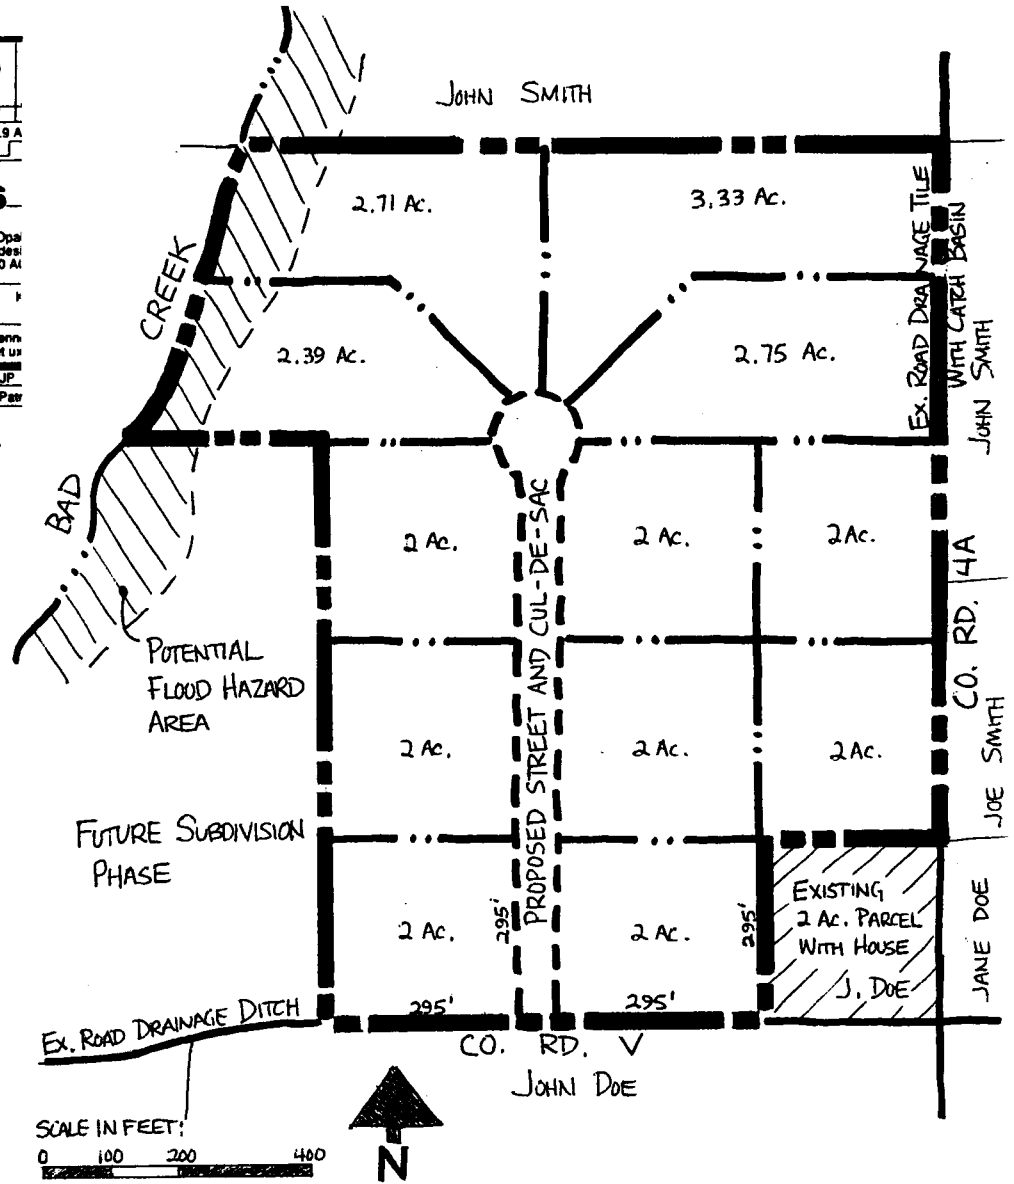 JOHN SMITH
2.71 Ac.
3.33 Ac.
EX. ROAD DRAINAGE TILE
WITH CATCH BASIN
JOHN SMITH
CREEK
2.39 Ac.
2.75 Ac.
BAD
2 Ac.
2 Ac.
2 Ac.
CO. RD. 4A
PROPOSED STREET AND CUL-DE-SAC
POTENTIAL
FLOOD HAZARD
AREA
2 Ac.
2 Ac.
2 Ac.
JOE SMITH
FUTURE SUBDIVISION
PHASE
2 Ac.
295'
2 Ac.
295'
EXISTING
2 Ac. PARCEL
WITH HOUSE
J. DOE
JANE DOE
295'
295'
EX. ROAD DRAINAGE DITCH
CO. RD. V
JOHN DOE
SCALE IN FEET:
0 100 200 400
N